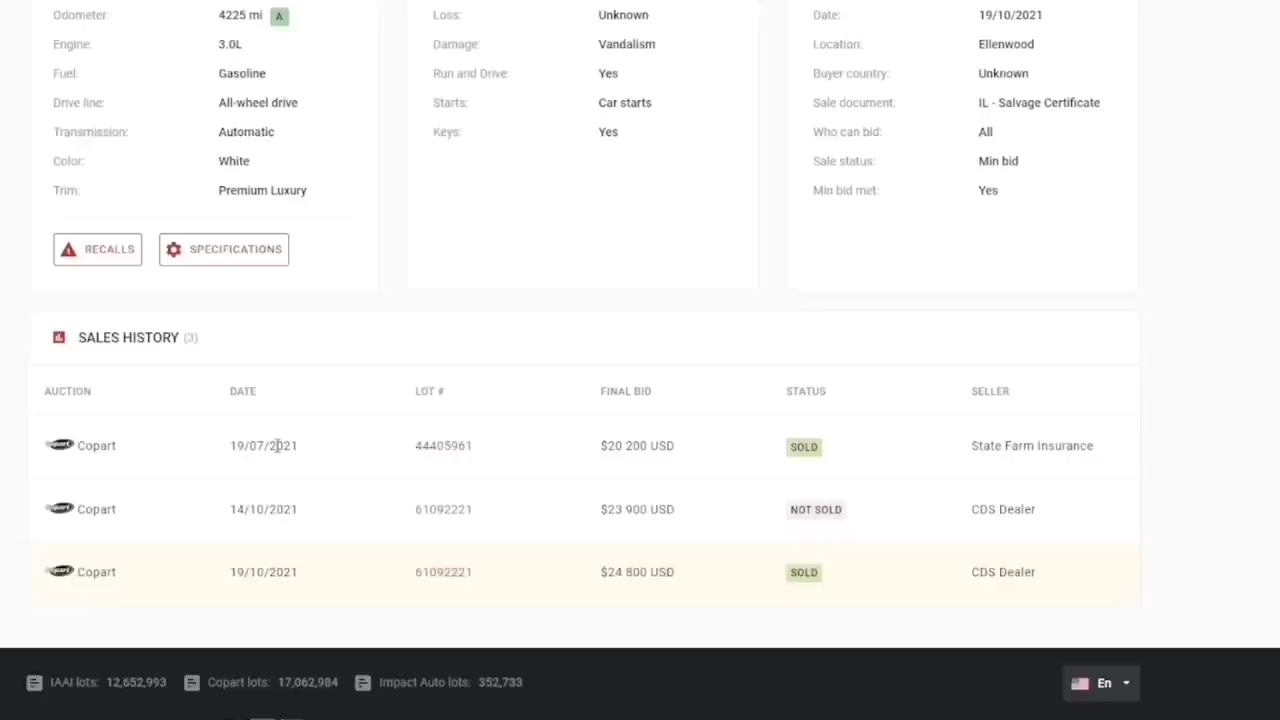 Odometer: 4225 mi A
Engine: 3.0L
Fuel: Gasoline
Drive line: All-wheel drive
Transmission: Automatic
Color: White
Trim: Premium Luxury
RECALLS SPECIFICATIONS
Loss: Unknown
Damage: Vandalism
Run and Drive: Yes
Starts: Car starts
Keys: Yes
Date: 19/10/2021
Location: Ellenwood
Buyer country: Unknown
Sale document: IL - Salvage Certificate
Who can bid: All
Sale status: Min bid
Min bid met: Yes
SALES HISTORY (3)
AUCTION DATE LOT # FINAL BID STATUS SELLER
Copart 19/07/2021 44405961 $20 200 USD SOLD State Farm Insurance
Copart 14/10/2021 61092221 $23 900 USD NOT SOLD CDS Dealer
Copart 19/10/2021 61092221 $24 800 USD SOLD CDS Dealer
IAAI lots: 12,652,993 Copart lots: 17,062,984 Impact Auto lots: 352,733 En